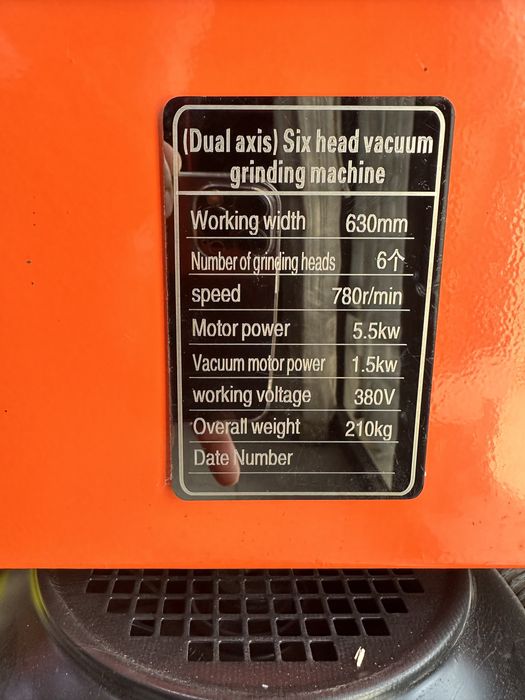 (Dual axis) Six head vacuum
grinding machine
Working width 630mm
Number of grinding heads 6个
speed 780r/min
Motor power 5.5kw
Vacuum motor power 1.5kw
working voltage 380V
Overall weight 210kg
Date Number